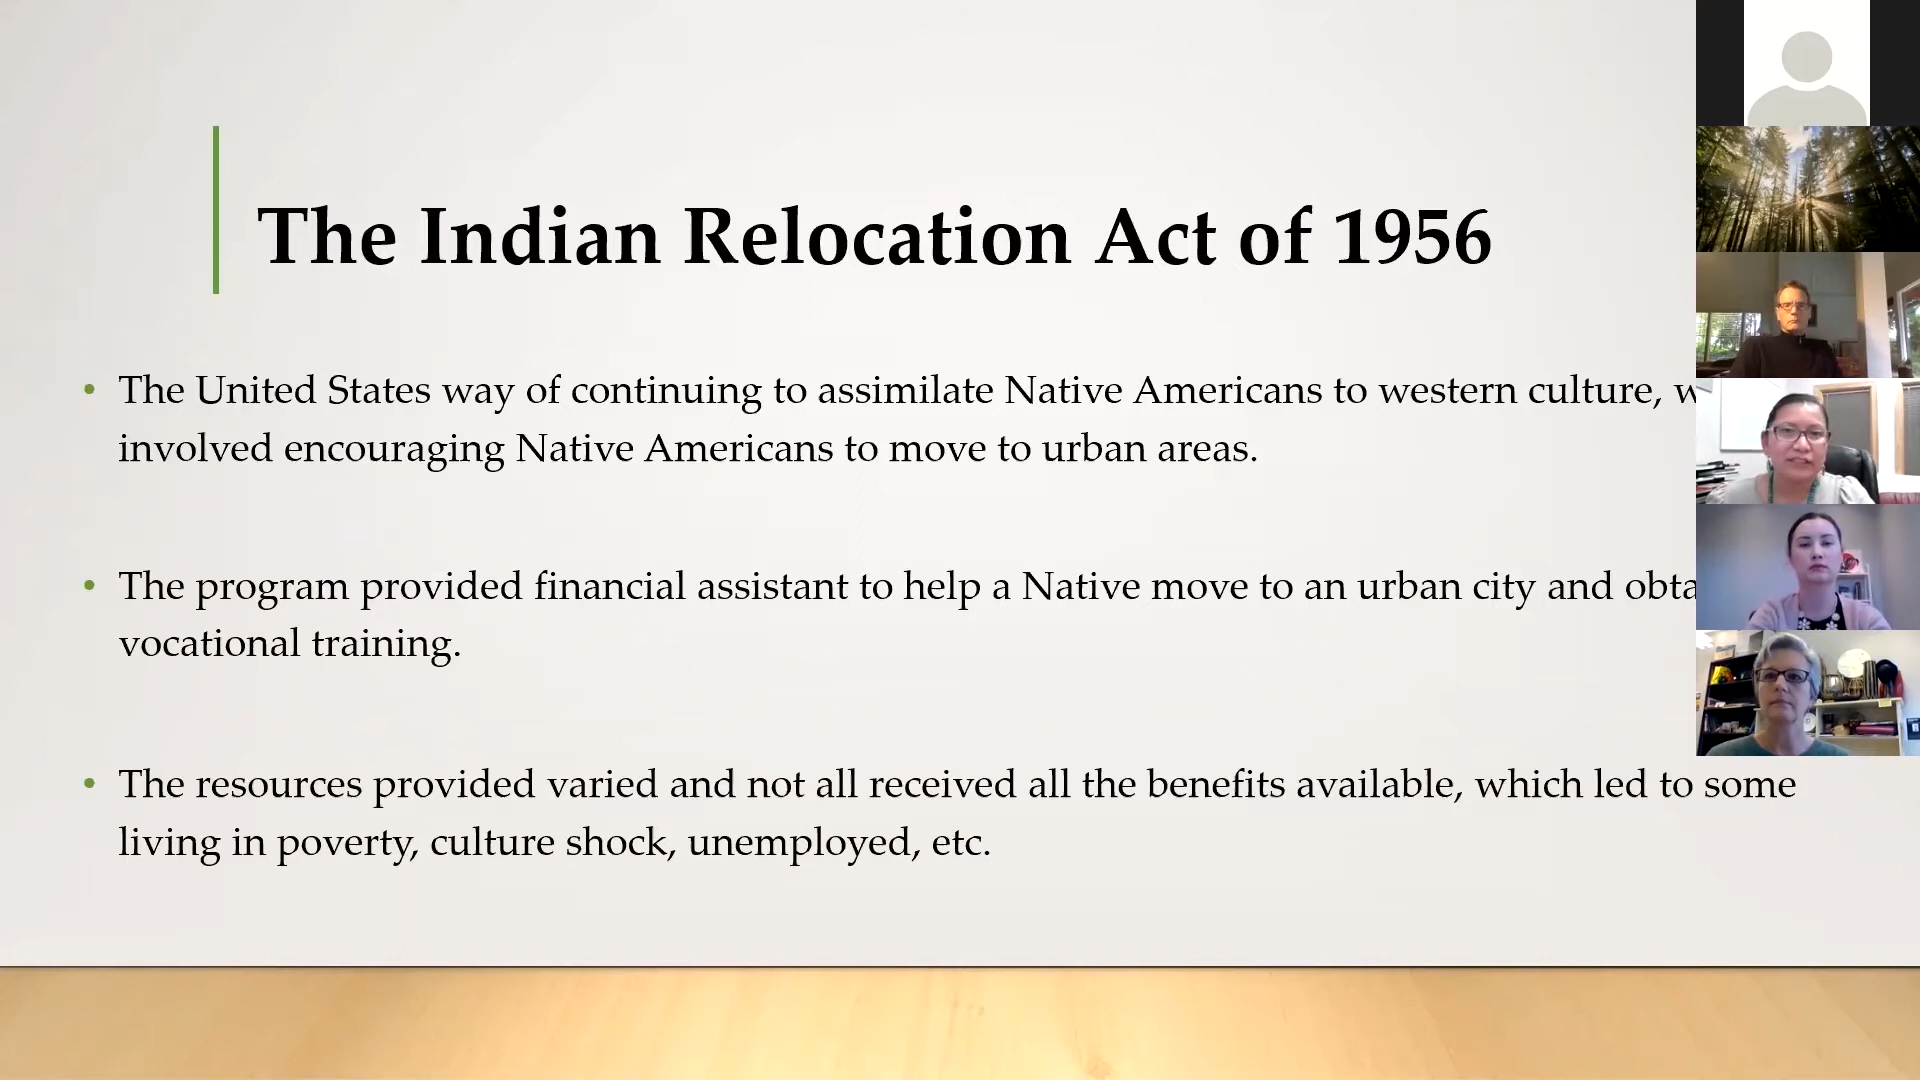 The Indian Relocation Act of 1956
• The United States way of continuing to assimilate Native Americans to western culture,
involved encouraging Native Americans to move to urban areas.
• The program provided financial assistant to help a Native move to an urban city and
vocational training.
• The resources provided varied and not all received all the benefits available, which led to some
living in poverty, culture shock, unemployed, etc.